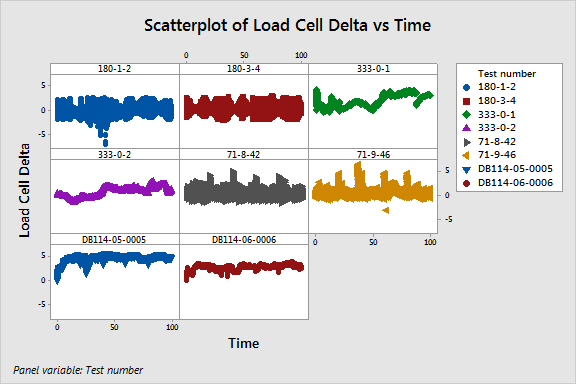 Scatterplot of Load Cell Delta vs Time
0 50 100
180-1-2 180-3-4 333-0-1
5
0
-5
333-0-2 71-8-42 71-9-46
5
0
-5
0 50 100
DB114-05-0005 DB114-06-0006
5
0
-5
0 50 100
Load Cell Delta
Time
Test number
180-1-2
180-3-4
333-0-1
333-0-2
71-8-42
71-9-46
DB114-05-0005
DB114-06-0006
Panel variable: Test number